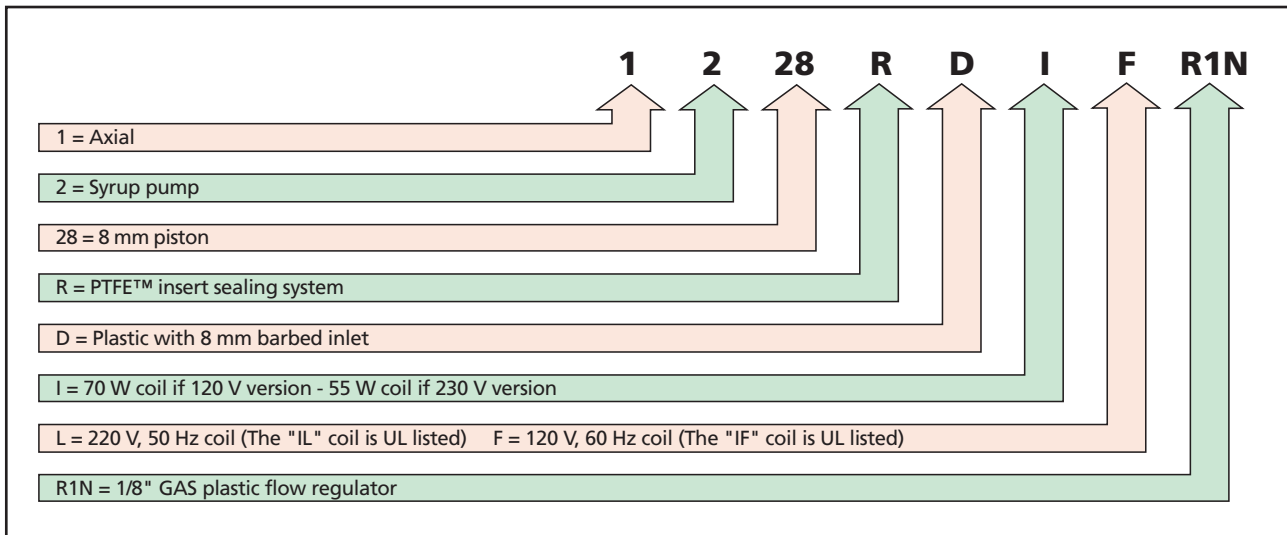 1 2 28 R D I F R1N
1 = Axial
2 = Syrup pump
28 = 8 mm piston
R = PTFE™ insert sealing system
D = Plastic with 8 mm barbed inlet
I = 70 W coil if 120 V version - 55 W coil if 230 V version
L = 220 V, 50 Hz coil (The "IL" coil is UL listed) F = 120 V, 60 Hz coil (The "IF" coil is UL listed)
R1N = 1/8" GAS plastic flow regulator